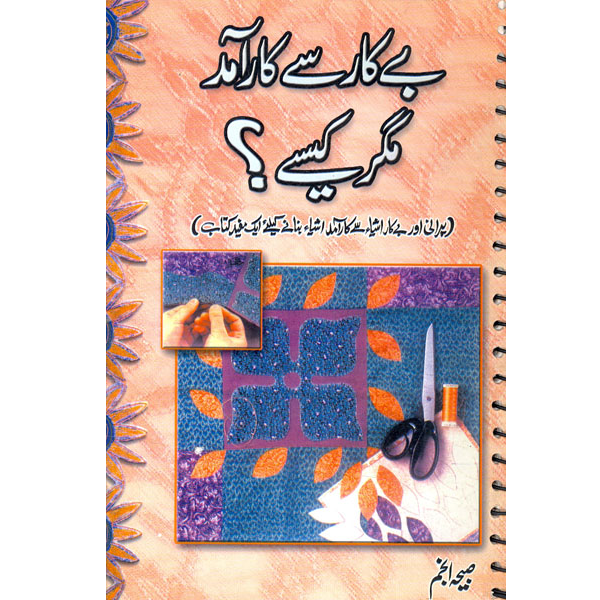 بے کار سے کارآمد
مگر کیسے ؟
(پرانی اور بے کار اشیاء سے کارآمد اشیاء بنانے کیلئے ایک مفید کتاب)
صبیحہ انجم